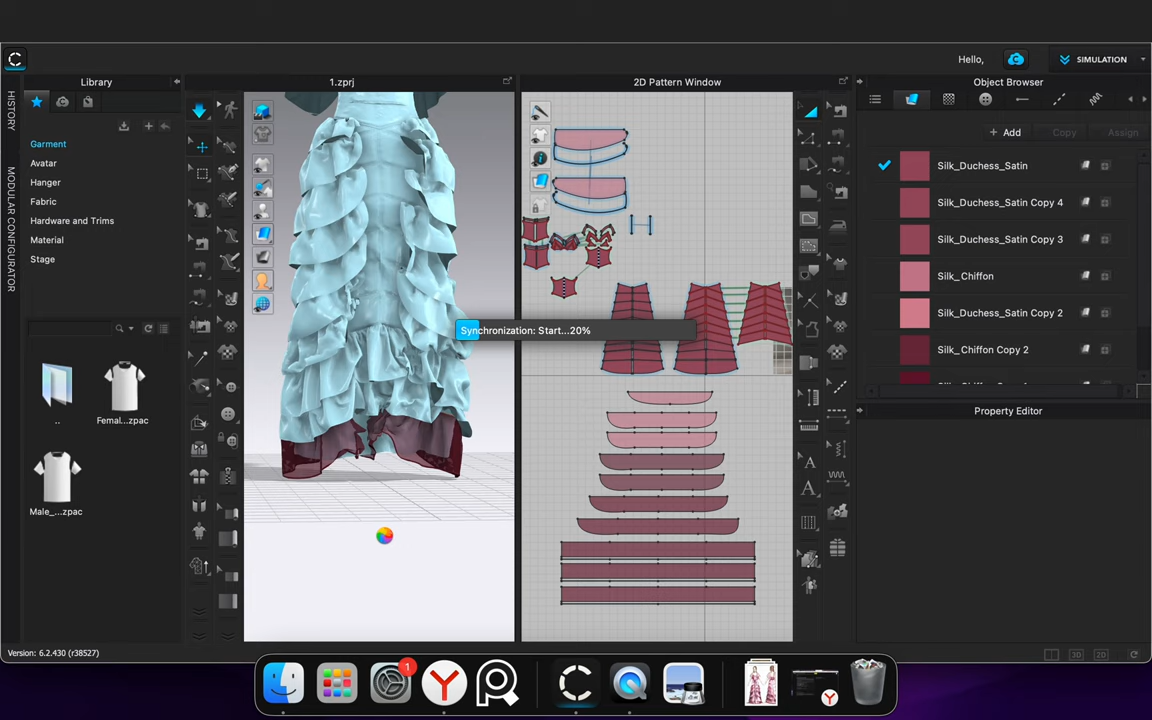 Hello,
SIMULATION
HISTORY
MODULAR CONFIGURATOR
Library
Garment
Avatar
Hanger
Fabric
Hardware and Trims
Material
Stage
..
Femal...zpac
Male_...zpac
1.zprj
2D Pattern Window
Synchronization: Start...20%
Object Browser
+ Add
Copy
Assign
Silk_Duchess_Satin
Silk_Duchess_Satin Copy 4
Silk_Duchess_Satin Copy 3
Silk_Chiffon
Silk_Duchess_Satin Copy 2
Silk_Chiffon Copy 2
Property Editor
Version: 6.2.430 (r38527)
3D
2D
1